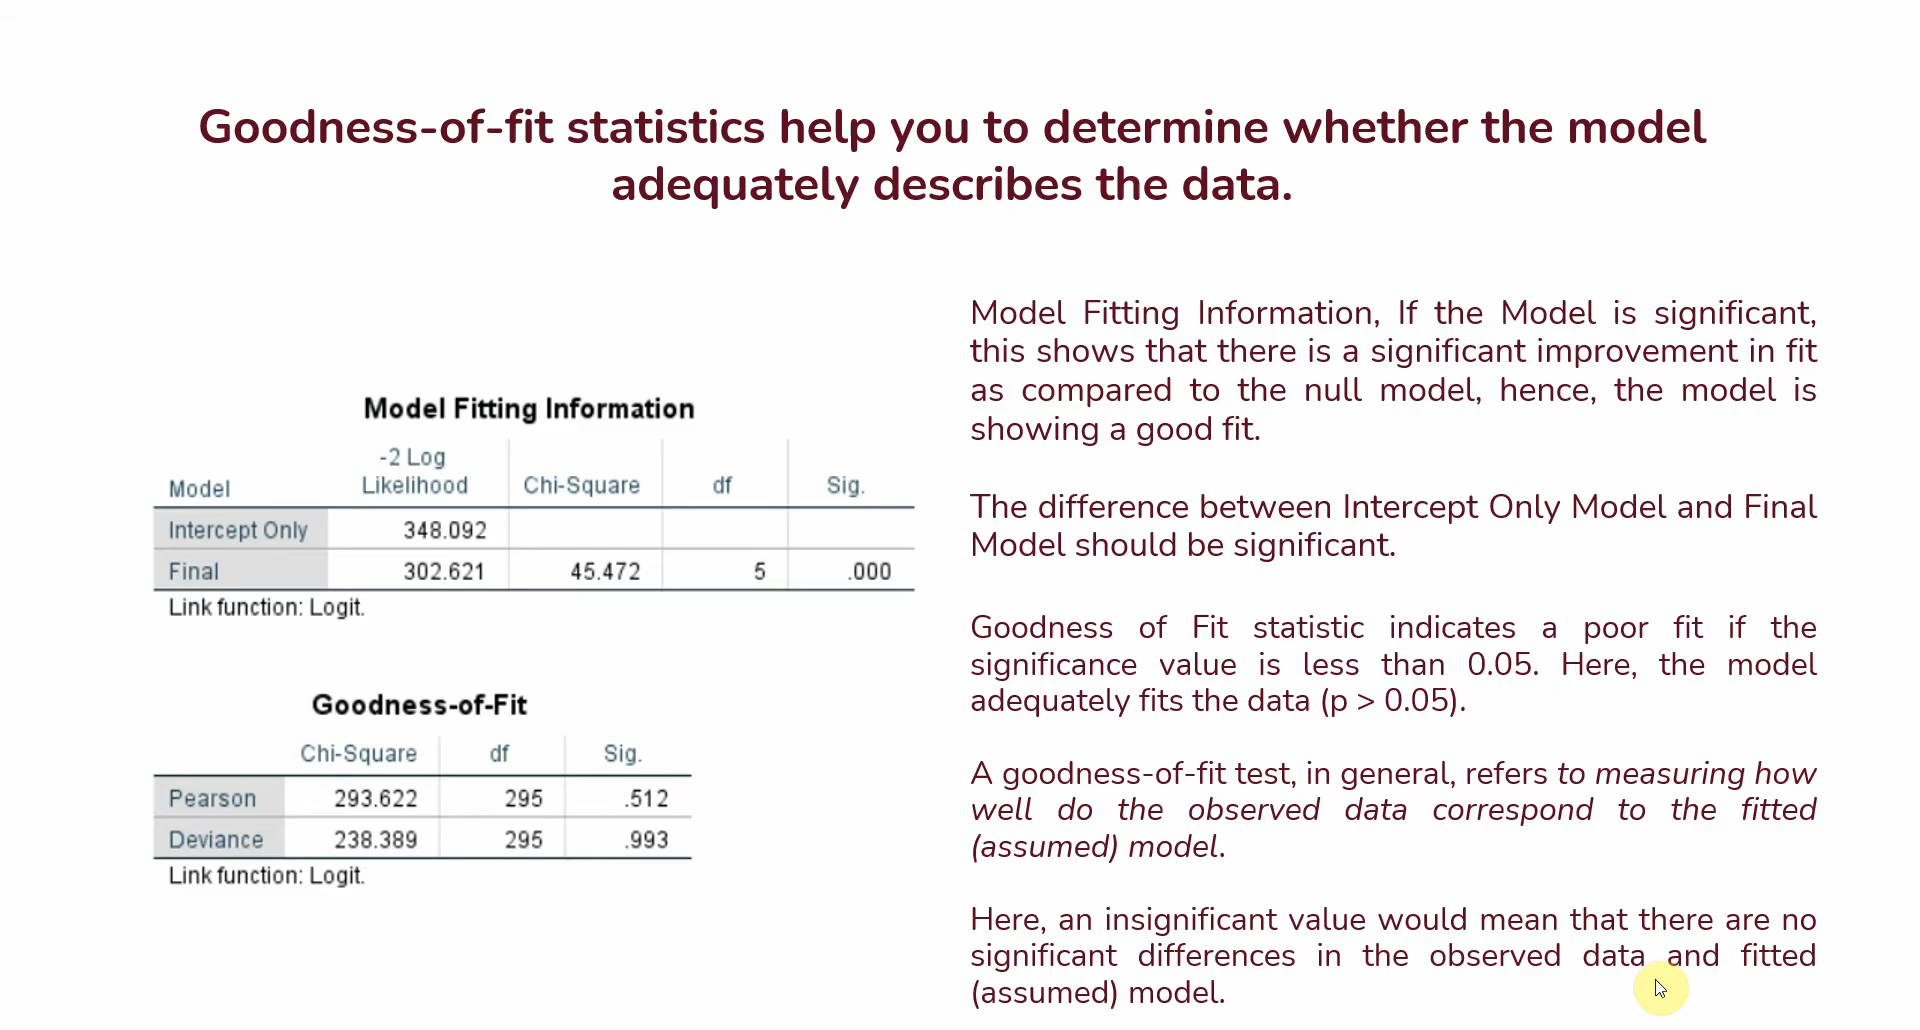 Goodness-of-fit statistics help you to determine whether the model
adequately describes the data.
Model Fitting Information
Model -2 Log Likelihood Chi-Square df Sig.
Intercept Only 348.092
Final 302.621 45.472 5 .000
Link function: Logit.
Goodness-of-Fit
Chi-Square df Sig.
Pearson 293.622 295 .512
Deviance 238.389 295 .993
Link function: Logit.
Model Fitting Information, If the Model is significant,
this shows that there is a significant improvement in fit
as compared to the null model, hence, the model is
showing a good fit.
The difference between Intercept Only Model and Final
Model should be significant.
Goodness of Fit statistic indicates a poor fit if the
significance value is less than 0.05. Here, the model
adequately fits the data (p > 0.05).
A goodness-of-fit test, in general, refers to measuring how
well do the observed data correspond to the fitted
(assumed) model.
Here, an insignificant value would mean that there are no
significant differences in the observed data and fitted
(assumed) model.